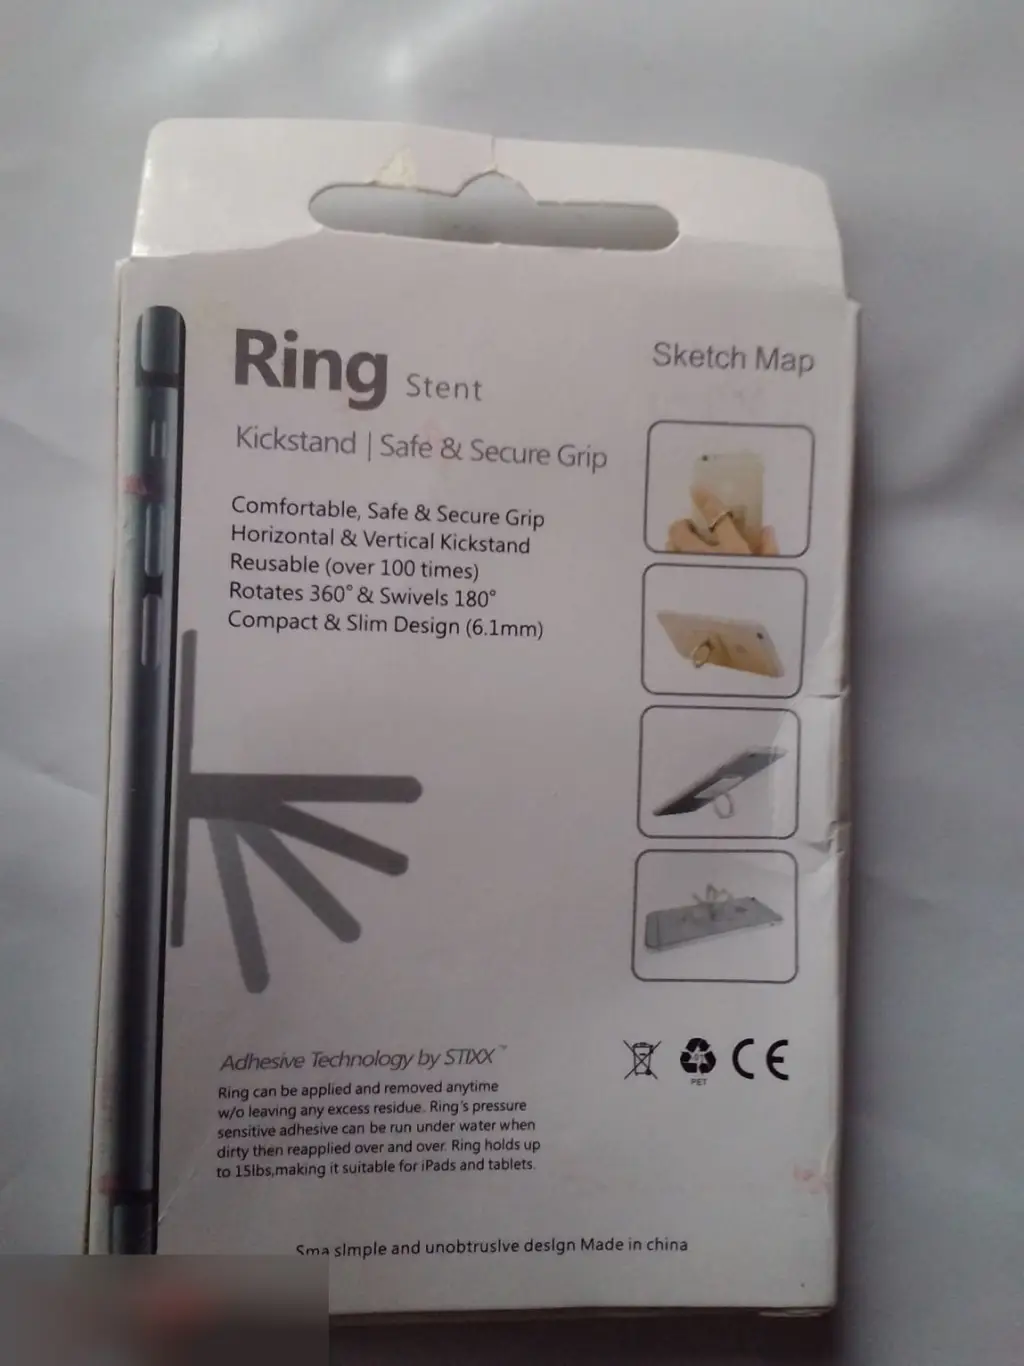 Ring Stent
Kickstand | Safe & Secure Grip
Comfortable, Safe & Secure Grip
Horizontal & Vertical Kickstand
Reusable (over 100 times)
Rotates 360° & Swivels 180°
Compact & Slim Design (6.1mm)
Sketch Map
Adhesive Technology by STIXX™
Ring can be applied and removed anytime
w/o leaving any excess residue. Ring's pressure
sensitive adhesive can be run under water when
dirty then reapplied over and over. Ring holds up
to 15lbs,making it suitable for iPads and tablets.
PET
CE
simple and unobtrusive design Made in china